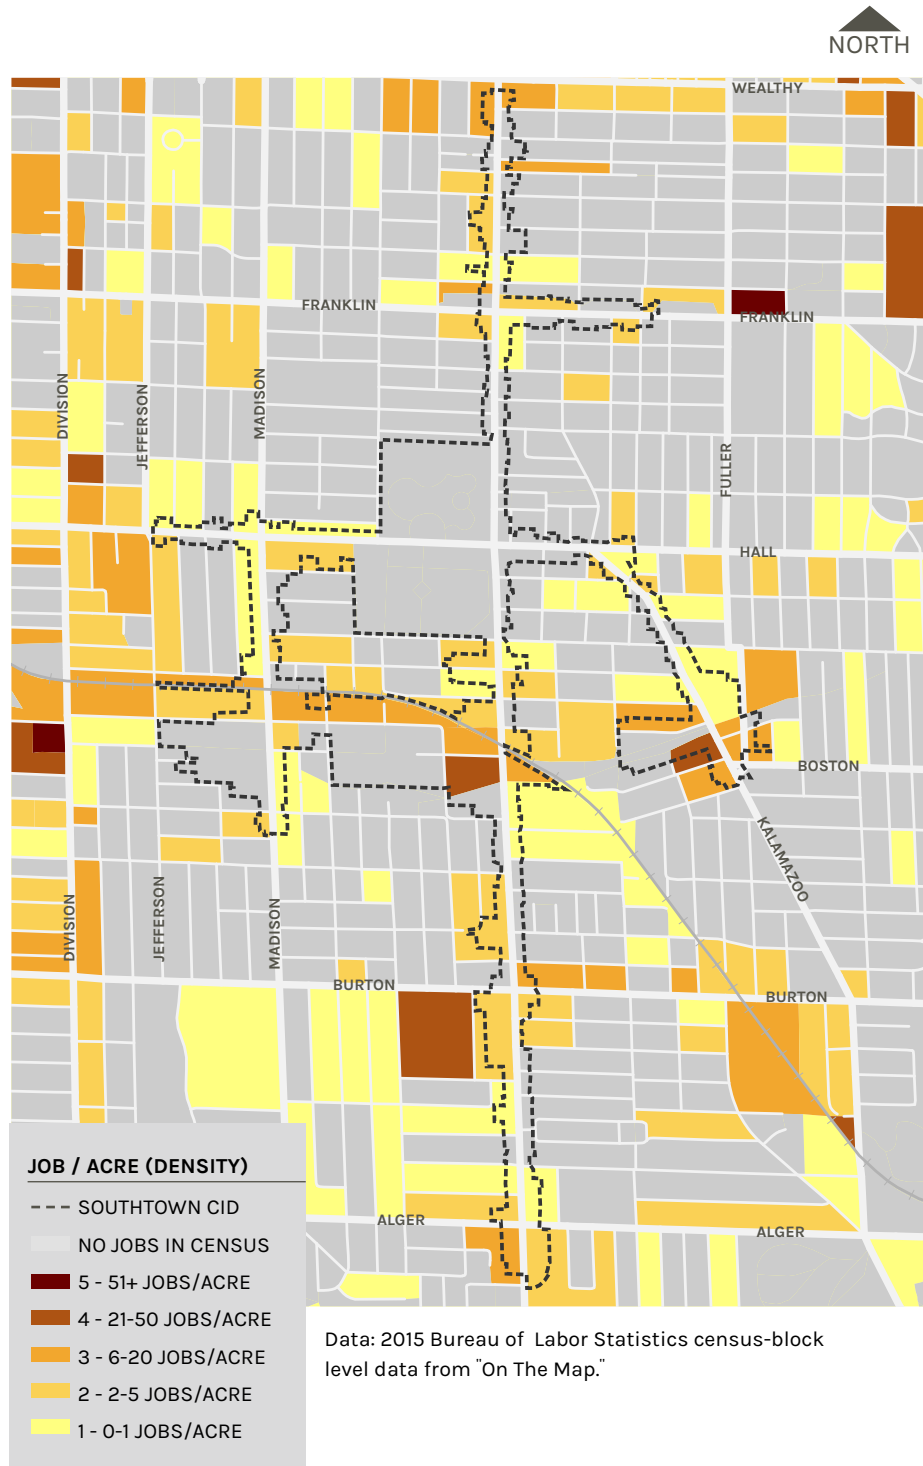 NORTH
WEALTHY
FRANKLIN
FRANKLIN
DIVISION
JEFFERSON
MADISON
FULLER
HALL
BOSTON
KALAMAZOO
DIVISION
JEFFERSON
MADISON
BURTON
BURTON
ALGER
ALGER
JOB / ACRE (DENSITY)
SOUTHTOWN CID
NO JOBS IN CENSUS
5 - 51+ JOBS/ACRE
4 - 21-50 JOBS/ACRE
3 - 6-20 JOBS/ACRE
2 - 2-5 JOBS/ACRE
1 - 0-1 JOBS/ACRE
Data: 2015 Bureau of Labor Statistics census-block
level data from "On The Map."